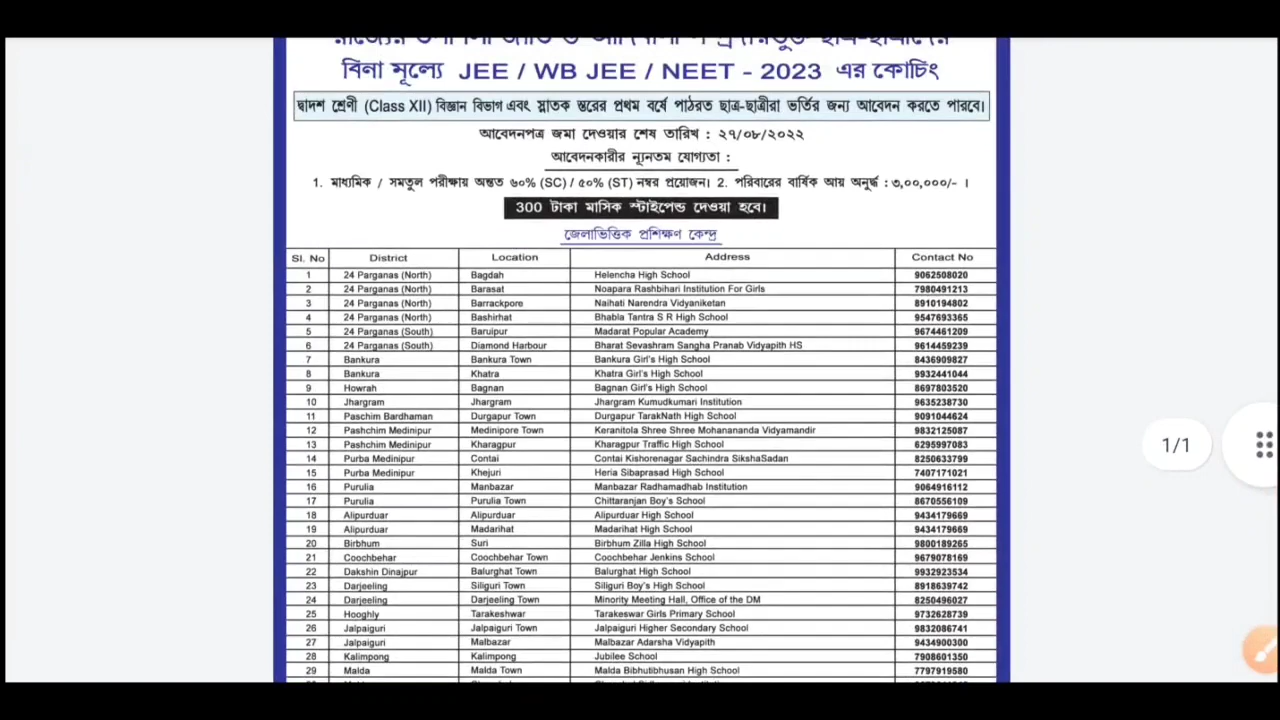 বিনা মূল্যে JEE / WB JEE / NEET - 2023 এর কোচিং
দ্বাদশ শ্রেণী (Class XII) বিজ্ঞান বিভাগ এবং স্নাতক স্তরের প্রথম বর্ষে পাঠরত ছাত্র-ছাত্রীরা ভর্তির জন্য আবেদন করতে পারবে।
আবেদনপত্র জমা দেওয়ার শেষ তারিখ : ২৭/০৮/২০২২
আবেদনকারীর ন্যূনতম যোগ্যতা :
1. মাধ্যমিক / সমতুল পরীক্ষায় অন্তত ৬০% (SC) / ৫০% (ST) নম্বর প্রয়োজন। 2. পরিবারের বার্ষিক আয় অনুর্দ্ধ : ৩,০০,০০০/- ।
300 টাকা মাসিক স্টাইপেন্ড দেওয়া হবে।
জেলাভিত্তিক প্রশিক্ষণ কেন্দ্র
Sl. No District Location Address Contact No
1 24 Parganas (North) Bagdah Helencha High School 9062508020
2 24 Parganas (North) Barasat Noapara Rashbihari Institution For Girls 7980491213
3 24 Parganas (North) Barrackpore Naihati Narendra Vidyaniketan 8910194802
4 24 Parganas (North) Bashirhat Bhabla Tantra S R High School 9547693365
5 24 Parganas (South) Baruipur Madarat Popular Academy 9674461209
6 24 Parganas (South) Diamond Harbour Bharat Sevashram Sangha Pranab Vidyapith HS 9614459239
7 Bankura Bankura Town Bankura Girl's High School 8436909827
8 Bankura Khatra Khatra Girl's High School 9932441044
9 Howrah Bagnan Bagnan Girl's High School 8697803520
10 Jhargram Jhargram Jhargram Kumudkumari Institution 9635238730
11 Paschim Bardhaman Durgapur Town Durgapur TarakNath High School 9091044624
12 Pashchim Medinipur Medinipore Town Keranitola Shree Shree Mohanananda Vidyamandir 9832125087
13 Pashchim Medinipur Kharagpur Kharagpur Traffic High School 6295997083
14 Purba Medinipur Contai Contai Kishorenagar Sachindra SikshaSadan 8250633799
15 Purba Medinipur Khejuri Heria Sibaprasad High School 7407171021
16 Purulia Manbazar Manbazar Radhamadhab Institution 9064916112
17 Purulia Purulia Town Chittaranjan Boy's School 8670556109
18 Alipurduar Alipurduar Alipurduar High School 9434179669
19 Alipurduar Madarihat Madarihat High School 9434179669
20 Birbhum Suri Birbhum Zilla High School 9800189265
21 Coochbehar Coochbehar Town Coochbehar Jenkins School 9679078169
22 Dakshin Dinajpur Balurghat Town Balurghat High School 9932923534
23 Darjeeling Siliguri Town Siliguri Boy's High School 8918639742
24 Darjeeling Darjeeling Town Minority Meeting Hall, Office of the DM 8250496027
25 Hooghly Tarakeshwar Tarakeswar Girls Primary School 9732628739
26 Jalpaiguri Jalpaiguri Town Jalpaiguri Higher Secondary School 9832086741
27 Jalpaiguri Malbazar Malbazar Adarsha Vidyapith 9434900300
28 Kalimpong Kalimpong Jubilee School 7908601350
29 Malda Malda Town Malda Bibhutibhusan High School 7797919580
1/1